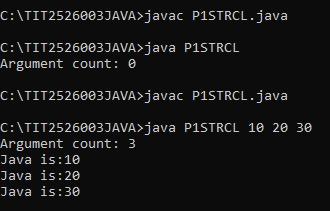 C:\TIT2526003JAVA>javac P1STRCL.java
C:\TIT2526003JAVA>java P1STRCL
Argument count: 0
C:\TIT2526003JAVA>javac P1STRCL.java
C:\TIT2526003JAVA>java P1STRCL 10 20 30
Argument count: 3
Java is:10
Java is:20
Java is:30